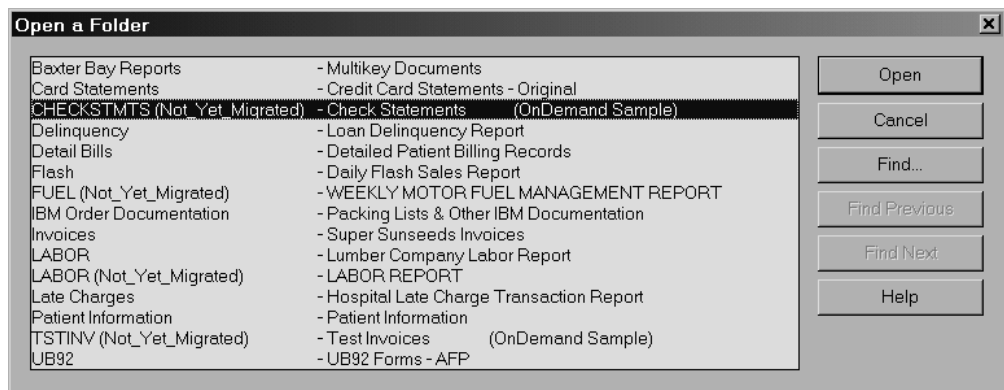 Open a Folder
Baxter Bay Reports - Multikey Documents
Card Statements - Credit Card Statements - Original
CHECKSTMTS (Not_Yet_Migrated) - Check Statements (OnDemand Sample)
Delinquency - Loan Delinquency Report
Detail Bills - Detailed Patient Billing Records
Flash - Daily Flash Sales Report
FUEL (Not_Yet_Migrated) - WEEKLY MOTOR FUEL MANAGEMENT REPORT
IBM Order Documentation - Packing Lists & Other IBM Documentation
Invoices - Super Sunseeds Invoices
LABOR - Lumber Company Labor Report
LABOR (Not_Yet_Migrated) - LABOR REPORT
Late Charges - Hospital Late Charge Transaction Report
Patient Information - Patient Information
TSTINV (Not_Yet_Migrated) - Test Invoices (OnDemand Sample)
UB92 - UB92 Forms - AFP
Open
Cancel
Find...
Find Previous
Find Next
Help